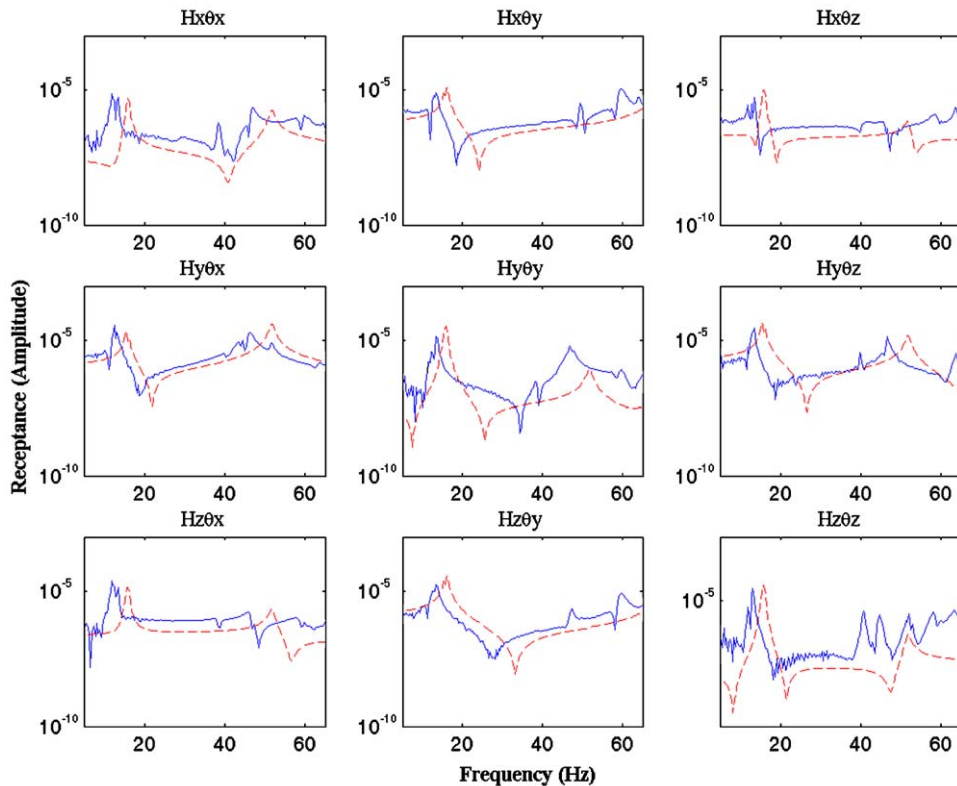 Hxθx Hxθy Hxθz
10^-5 10^-5 10^-5
10^-10 10^-10 10^-10
20 40 60 20 40 60 20 40 60
Hyθx Hyθy Hyθz
10^-5 10^-5 10^-5
10^-10 10^-10 10^-10
20 40 60 20 40 60 20 40 60
Hzθx Hzθy Hzθz
10^-5 10^-5 10^-5
10^-10 10^-10
20 40 60 20 40 60 20 40 60
Receptance (Amplitude)
Frequency (Hz)